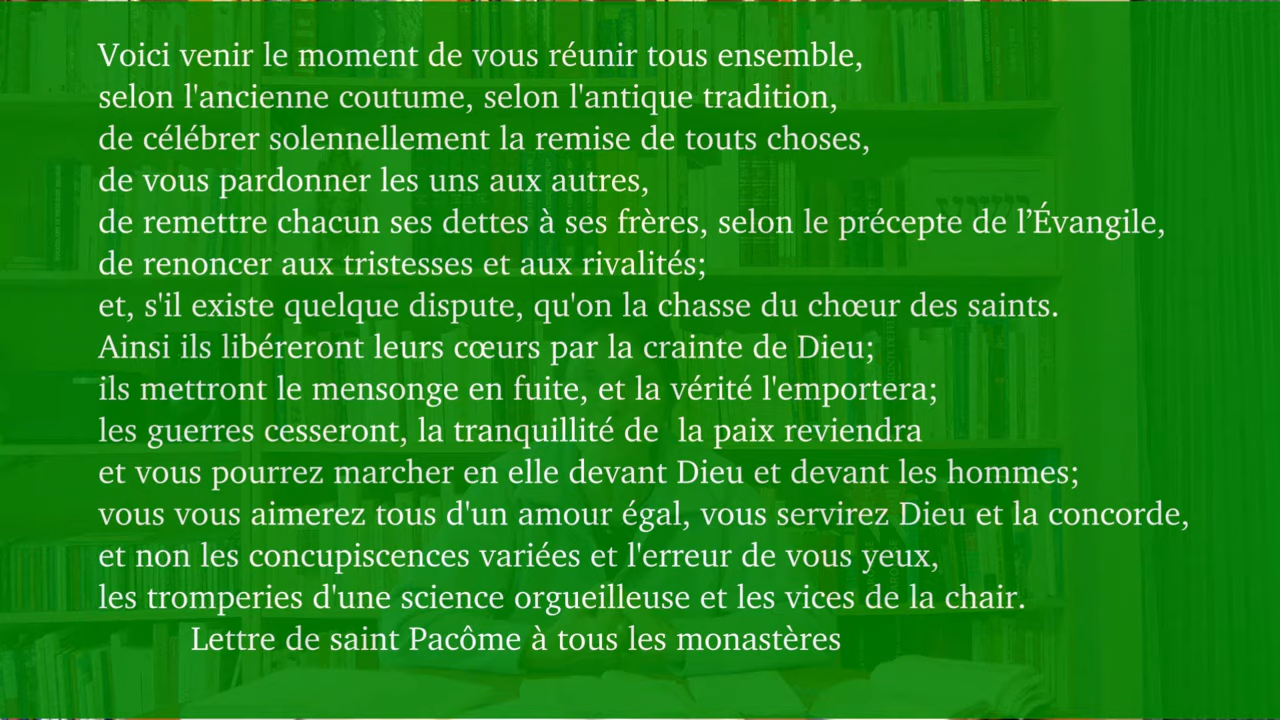 Voici venir le moment de vous réunir tous ensemble,
selon l'ancienne coutume, selon l'antique tradition,
de célébrer solennellement la remise de touts choses,
de vous pardonner les uns aux autres,
de remettre chacun ses dettes à ses frères, selon le précepte de l’Évangile,
de renoncer aux tristesses et aux rivalités;
et, s'il existe quelque dispute, qu'on la chasse du chœur des saints.
Ainsi ils libéreront leurs cœurs par la crainte de Dieu;
ils mettront le mensonge en fuite, et la vérité l'emportera;
les guerres cesseront, la tranquillité de  la paix reviendra
et vous pourrez marcher en elle devant Dieu et devant les hommes;
vous vous aimerez tous d'un amour égal, vous servirez Dieu et la concorde,
et non les concupiscences variées et l'erreur de vous yeux,
les tromperies d'une science orgueilleuse et les vices de la chair.
Lettre de saint Pacôme à tous les monastères